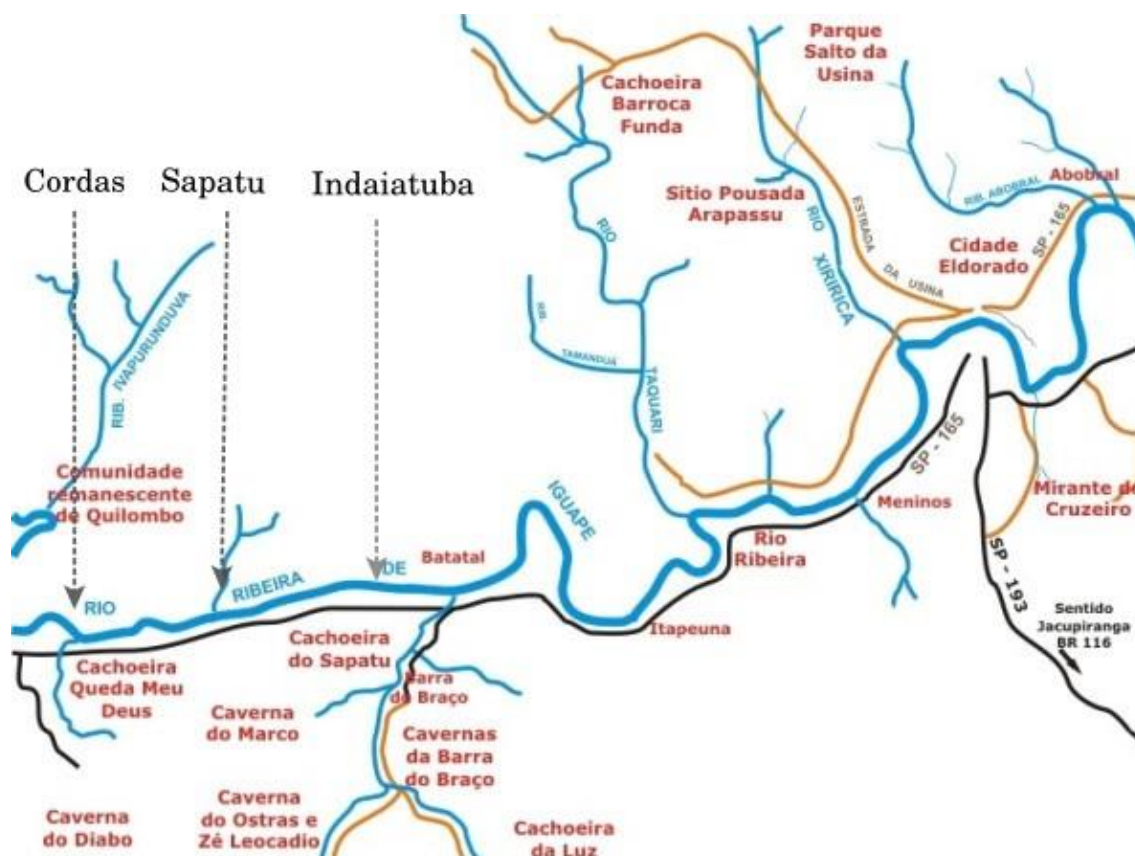 Parque
Salto da
Usina
Cachoeira
Barroca
Funda
Cordas
Sapatu
Indaiatuba
Sitio Pousada
Arapassu
Abobral
RIB. ABOBRAL
Cidade
Eldorado
SP - 165
ESTRADA
DA USINA
RIO
XIRIRICA
RIO
TAQUARI
RIB.
TAMANDUÁ
RIB. IVAPURUNDUVA
Comunidade
remanescente
de Quilombo
SP - 165
Meninos
Mirante do
Cruzeiro
Rio
Ribeira
Batatal
RIO
RIBEIRA
DE
IGUAPE
Itapeuna
SP - 193
Sentido
Jacupiranga
BR 116
Cachoeira
do Sapatu
Cachoeira
Queda Meu
Deus
Barra
do Braço
Caverna
do Marco
Cavernas
da Barra
do Braço
Caverna
do Diabo
Caverna
do Ostras e
Zé Leocadio
Cachoeira
da Luz